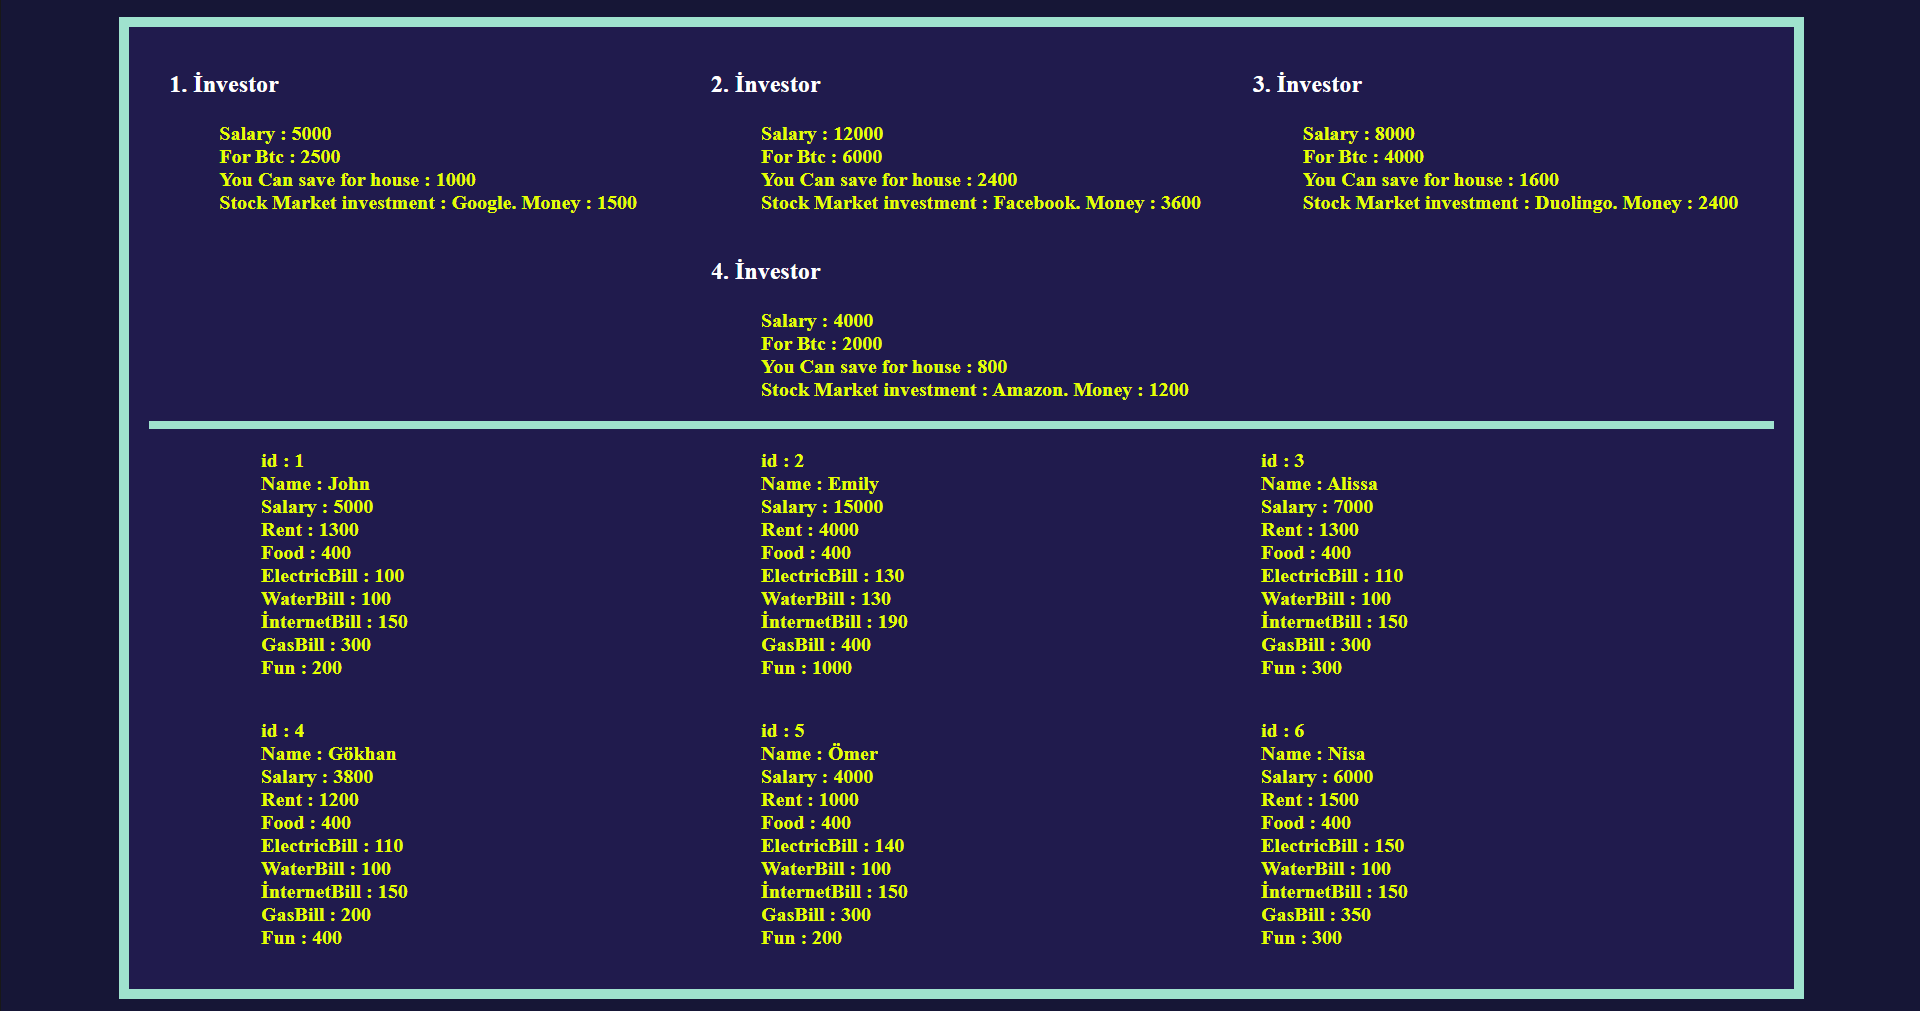 1. İnvestor
Salary : 5000
For Btc : 2500
You Can save for house : 1000
Stock Market investment : Google. Money : 1500
2. İnvestor
Salary : 12000
For Btc : 6000
You Can save for house : 2400
Stock Market investment : Facebook. Money : 3600
3. İnvestor
Salary : 8000
For Btc : 4000
You Can save for house : 1600
Stock Market investment : Duolingo. Money : 2400
4. İnvestor
Salary : 4000
For Btc : 2000
You Can save for house : 800
Stock Market investment : Amazon. Money : 1200
id : 1
Name : John
Salary : 5000
Rent : 1300
Food : 400
ElectricBill : 100
WaterBill : 100
İnternetBill : 150
GasBill : 300
Fun : 200
id : 2
Name : Emily
Salary : 15000
Rent : 4000
Food : 400
ElectricBill : 130
WaterBill : 130
İnternetBill : 190
GasBill : 400
Fun : 1000
id : 3
Name : Alissa
Salary : 7000
Rent : 1300
Food : 400
ElectricBill : 110
WaterBill : 100
İnternetBill : 150
GasBill : 300
Fun : 300
id : 4
Name : Gökhan
Salary : 3800
Rent : 1200
Food : 400
ElectricBill : 110
WaterBill : 100
İnternetBill : 150
GasBill : 200
Fun : 400
id : 5
Name : Ömer
Salary : 4000
Rent : 1000
Food : 400
ElectricBill : 140
WaterBill : 100
İnternetBill : 150
GasBill : 300
Fun : 200
id : 6
Name : Nisa
Salary : 6000
Rent : 1500
Food : 400
ElectricBill : 150
WaterBill : 100
İnternetBill : 150
GasBill : 350
Fun : 300